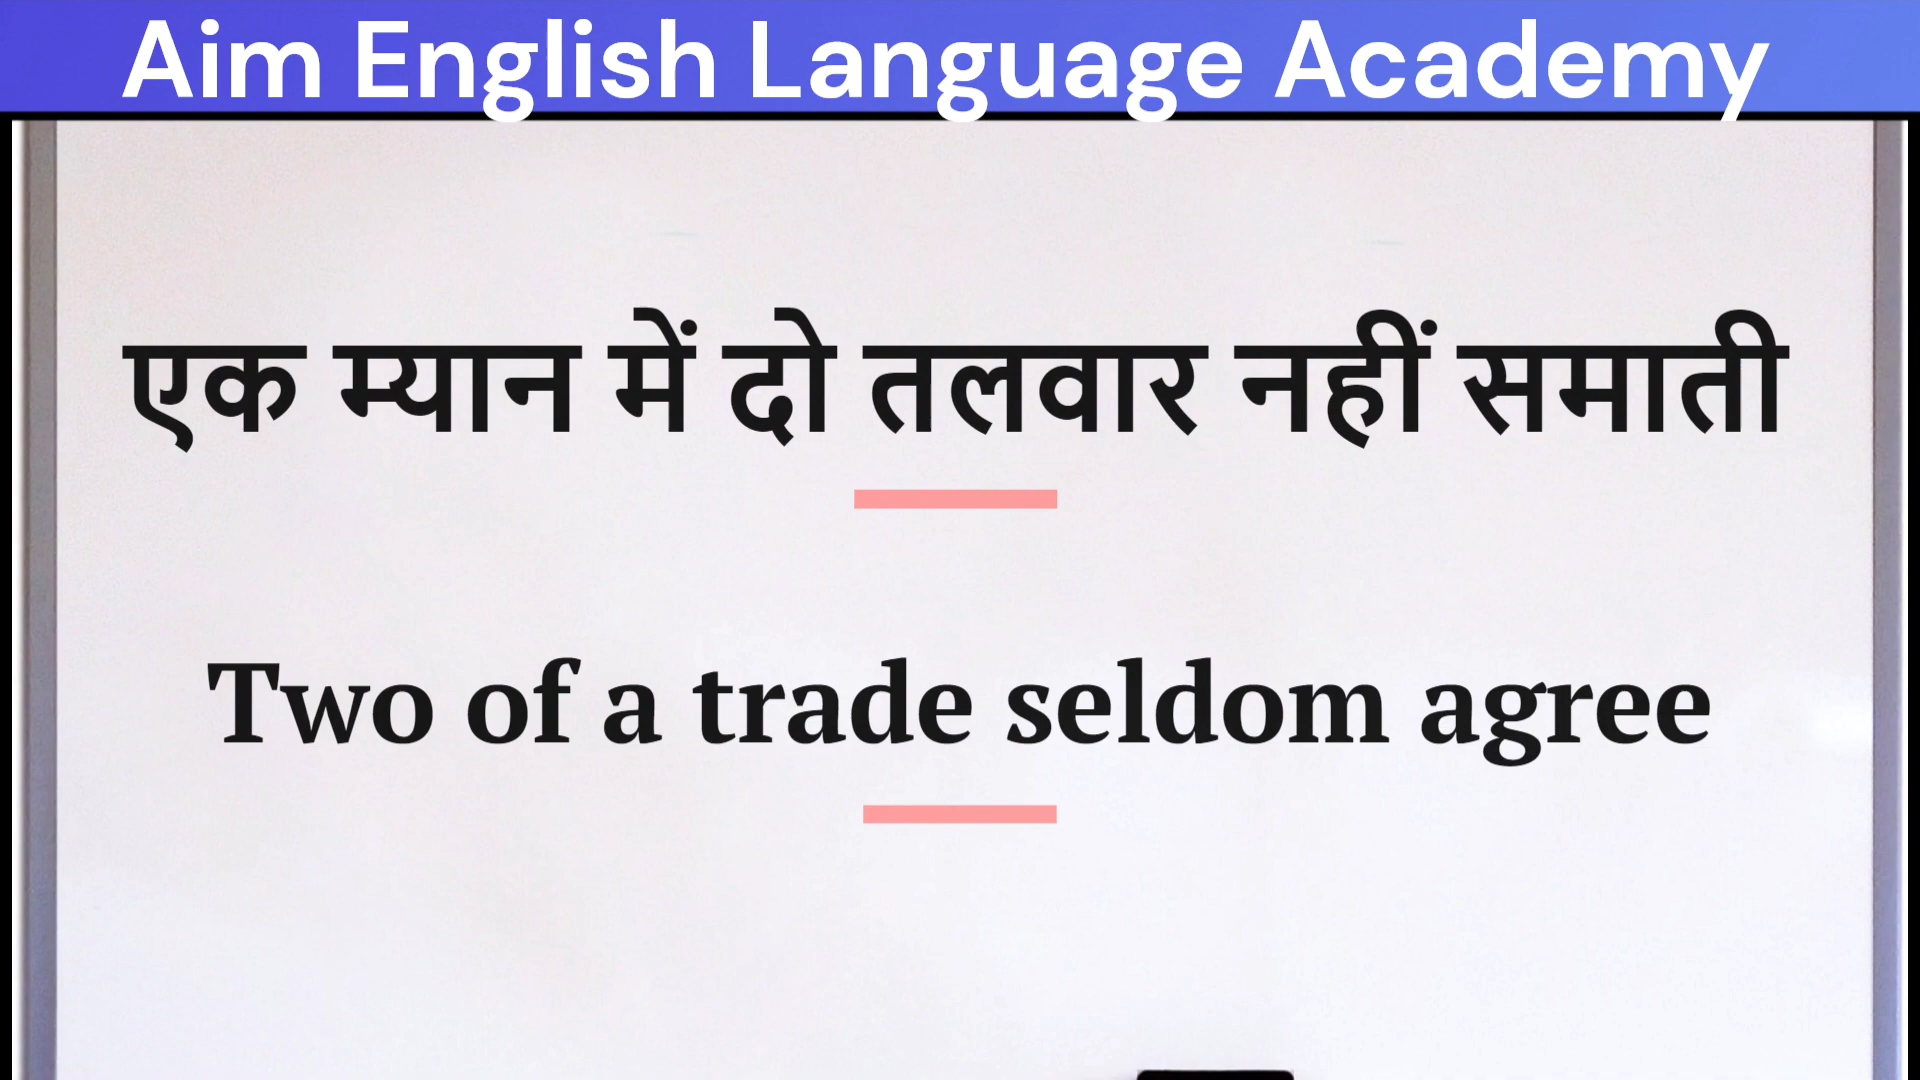 Aim English Language Academy
एक म्यान में दो तलवार नहीं समाती
Two of a trade seldom agree